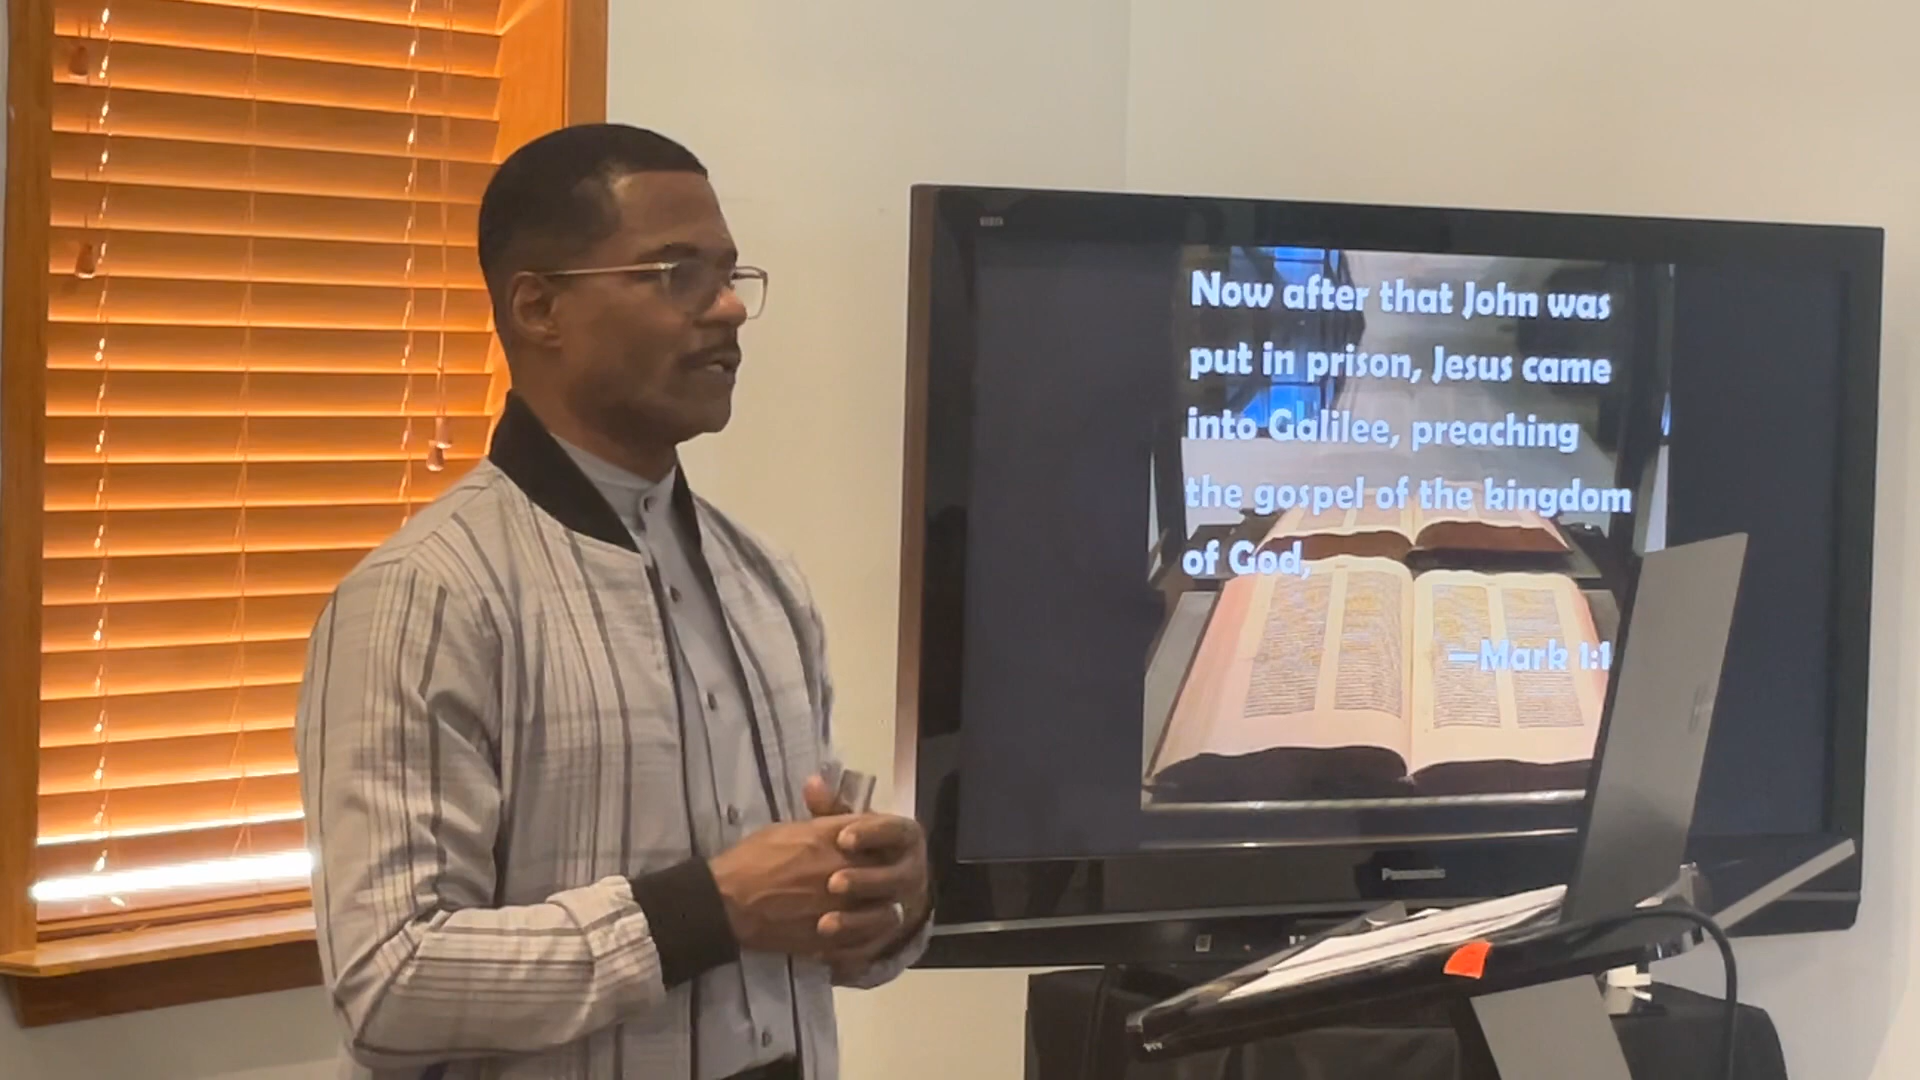 Now after that John was
put in prison, Jesus came
into Galilee, preaching
the gospel of the kingdom
of God,
—Mark 1:1
Panasonic